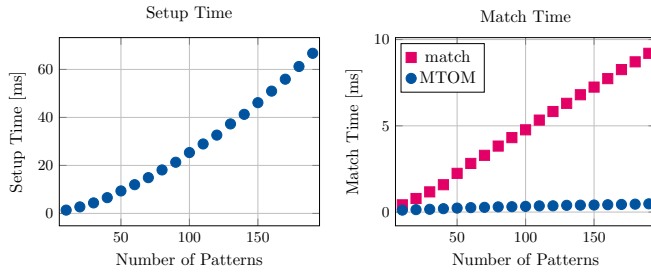 Setup Time
Setup Time [ms]
60
40
20
0
50
100
150
Number of Patterns
Match Time
Match Time [ms]
10
5
0
match
MTOM
50
100
150
Number of Patterns